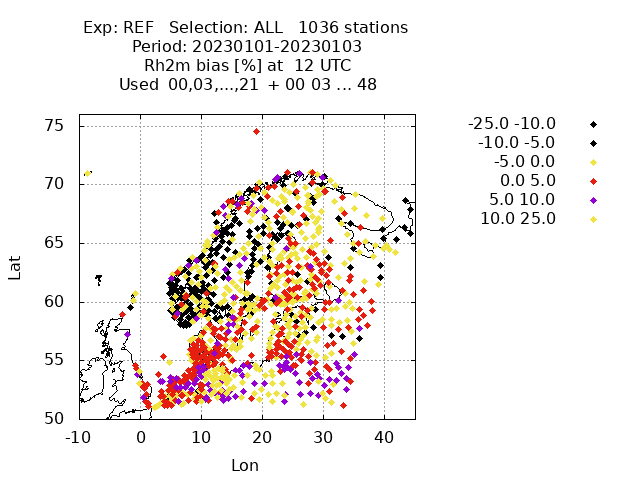 Exp: REF   Selection: ALL   1036 stations
Period: 20230101-20230103
Rh2m bias [%] at  12 UTC
Used  00,03,...,21  + 00 03 ... 48
-25.0 -10.0
-10.0 -5.0
-5.0 0.0
0.0 5.0
5.0 10.0
10.0 25.0
75
70
65
60
55
50
Lat
-10 0 10 20 30 40
Lon